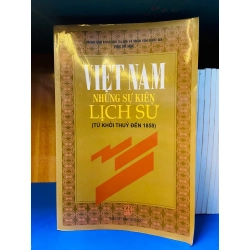 VIỆT NAM
NHỮNG SỰ KIỆN
LỊCH SỬ
(TỪ KHỞI THUỶ ĐẾN 1858)